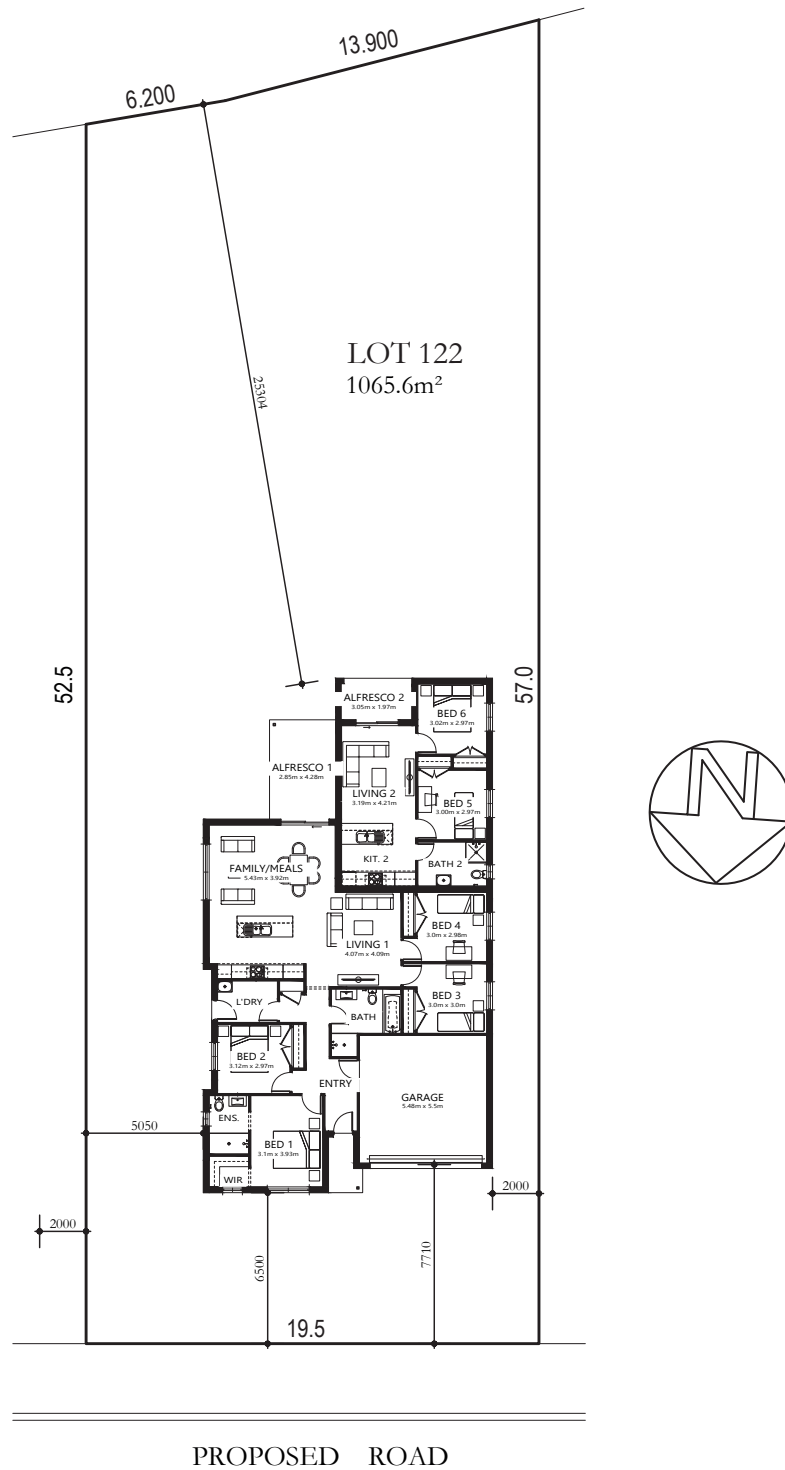 13.900
6.200
LOT 122
1065.6m²
25304
52.5
57.0
N
ALFRESCO 2
3.05m x 1.97m
BED 6
3.02m x 2.97m
ALFRESCO 1
2.85m x 4.28m
LIVING 2
3.19m x 4.21m
BED 5
3.00m x 2.97m
KIT. 2
BATH 2
FAMILY/MEALS
5.43m x 3.92m
BED 4
3.0m x 2.98m
LIVING 1
4.07m x 4.09m
BED 3
3.0m x 3.0m
L'DRY
BATH
BED 2
3.12m x 2.97m
ENTRY
GARAGE
5.48m x 5.5m
ENS.
BED 1
3.1m x 3.93m
WIR
5050
2000
2000
6500
7710
19.5
PROPOSED ROAD